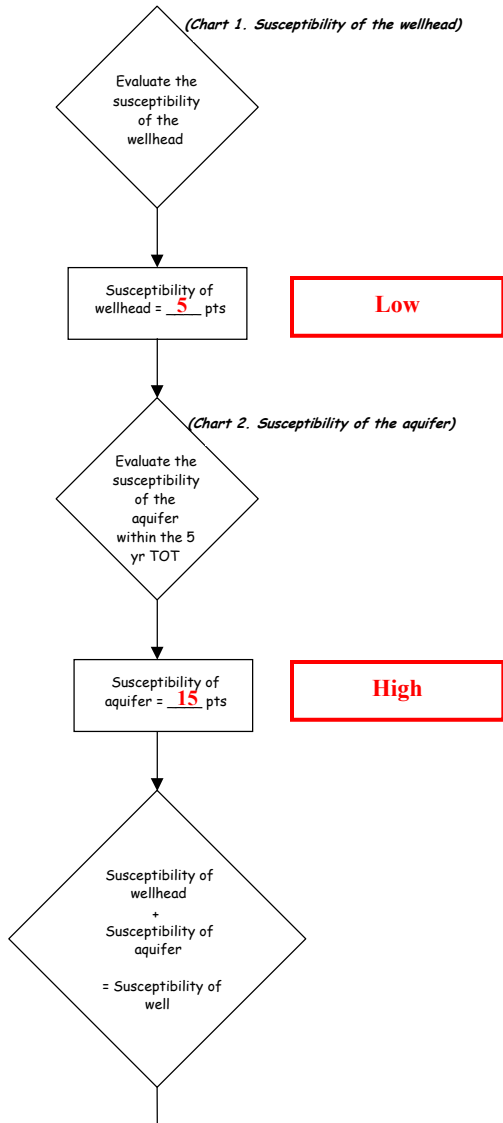 (Chart 1. Susceptibility of the wellhead)
Evaluate the
susceptibility
of the
wellhead
Susceptibility of
wellhead = 5 pts
Low
(Chart 2. Susceptibility of the aquifer)
Evaluate the
susceptibility
of the
aquifer
within the 5
yr TOT
Susceptibility of
aquifer = 15 pts
High
Susceptibility of
wellhead
+
Susceptibility of
aquifer
= Susceptibility of
well